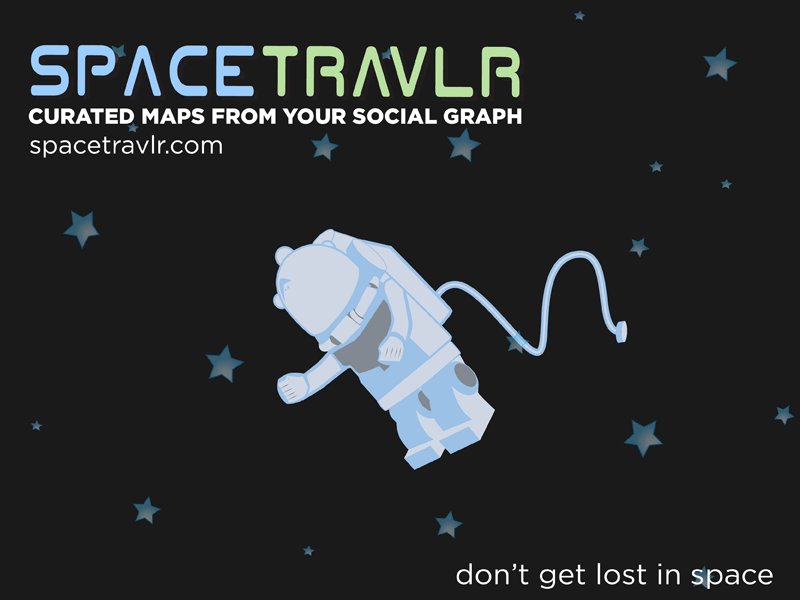 SPACETRAVLR
CURATED MAPS FROM YOUR SOCIAL GRAPH
spacetravlr.com
don't get lost in space